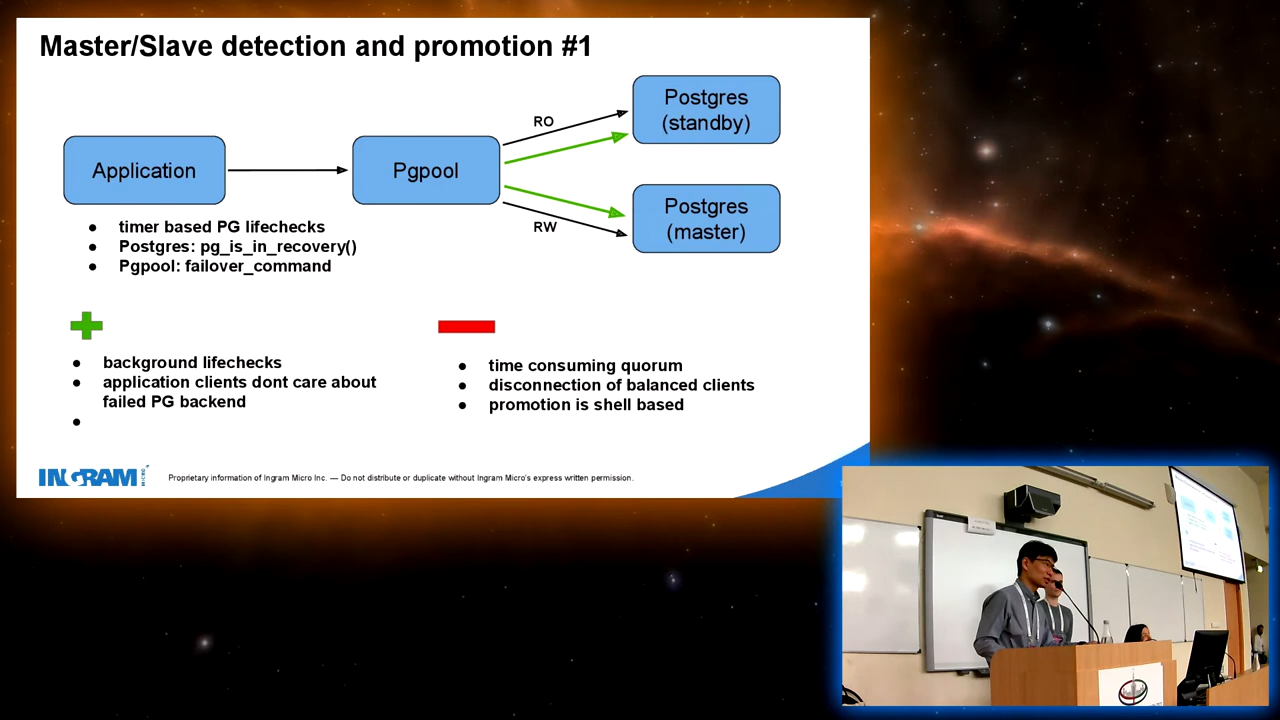 Master/Slave detection and promotion #1
Postgres
(standby)
RO
Application
Pgpool
Postgres
(master)
RW
● timer based PG lifechecks
● Postgres: pg_is_in_recovery()
● Pgpool: failover_command
● background lifechecks
● application clients dont care about
failed PG backend
●
● time consuming quorum
● disconnection of balanced clients
● promotion is shell based
INGRAM MICRO
Proprietary information of Ingram Micro Inc. — Do not distribute or duplicate without Ingram Micro's express written permission.